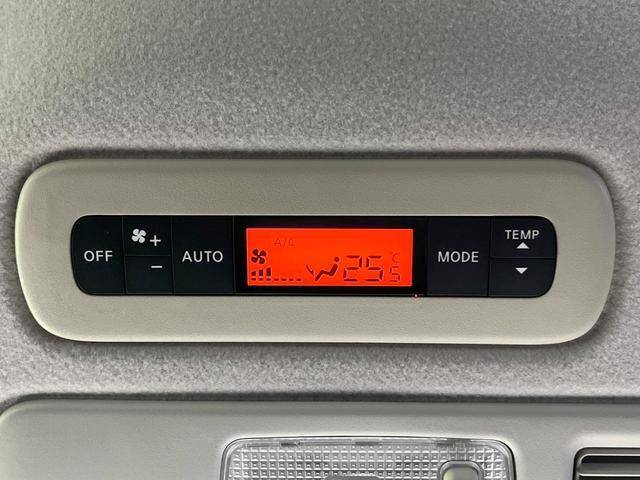 OFF
+
−
AUTO
A/C
25.5
°C
MODE
TEMP